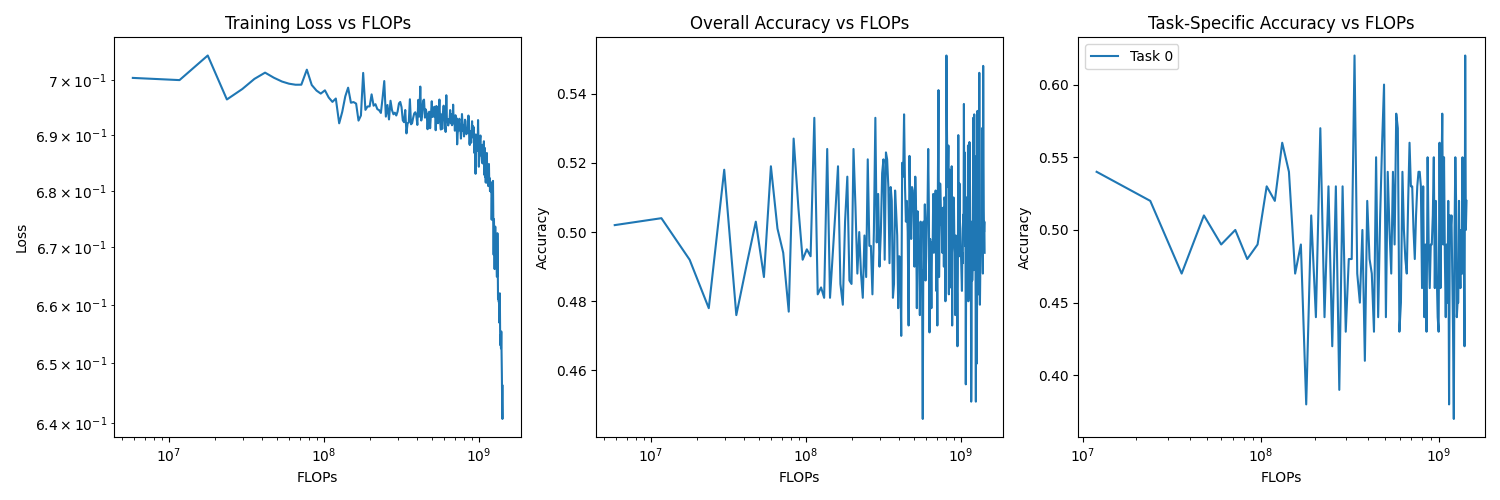 Training Loss vs FLOPs
Overall Accuracy vs FLOPs
Task-Specific Accuracy vs FLOPs
Loss
7 × 10⁻¹
6.9 × 10⁻¹
6.8 × 10⁻¹
6.7 × 10⁻¹
6.6 × 10⁻¹
6.5 × 10⁻¹
6.4 × 10⁻¹
10⁷
10⁸
10⁹
FLOPs
Accuracy
0.54
0.52
0.50
0.48
0.46
10⁷
10⁸
10⁹
FLOPs
Accuracy
Task 0
0.60
0.55
0.50
0.45
0.40
10⁷
10⁸
10⁹
FLOPs